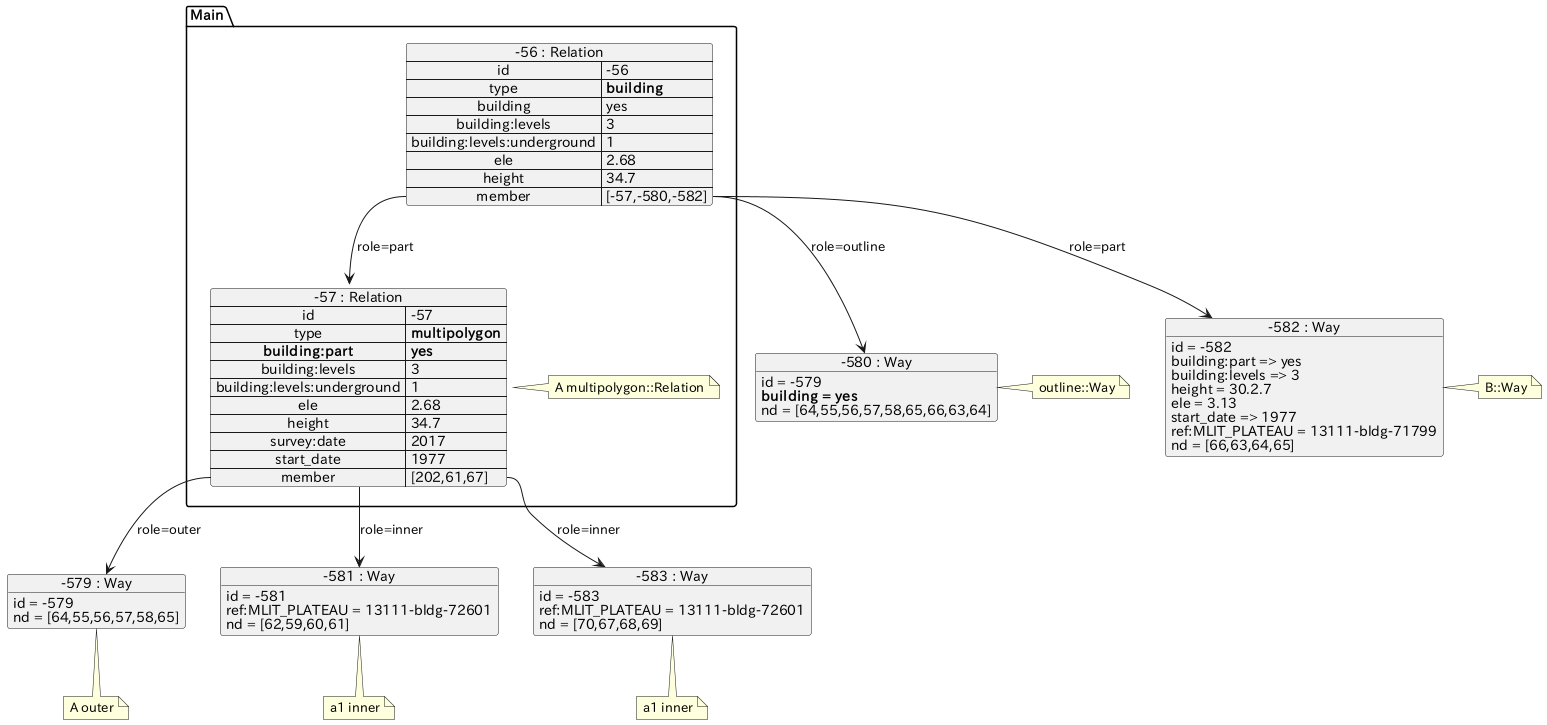 Main
-56 : Relation
id -56
type building
building yes
building:levels 3
building:levels:underground 1
ele 2.68
height 34.7
member [-57,-580,-582]
role=part
role=outline
role=part
-57 : Relation
id -57
type multipolygon
building:part yes
building:levels 3
building:levels:underground 1
ele 2.68
height 34.7
survey:date 2017
start_date 1977
member [202,61,67]
A multipolygon::Relation
-580 : Way
id = -579
building = yes
nd = [64,55,56,57,58,65,66,63,64]
outline::Way
-582 : Way
id = -582
building:part => yes
building:levels => 3
height = 30.2.7
ele = 3.13
start_date => 1977
ref:MLIT_PLATEAU = 13111-bldg-71799
nd = [66,63,64,65]
B::Way
role=outer
role=inner
role=inner
-579 : Way
id = -579
nd = [64,55,56,57,58,65]
-581 : Way
id = -581
ref:MLIT_PLATEAU = 13111-bldg-72601
nd = [62,59,60,61]
-583 : Way
id = -583
ref:MLIT_PLATEAU = 13111-bldg-72601
nd = [70,67,68,69]
A outer
a1 inner
a1 inner